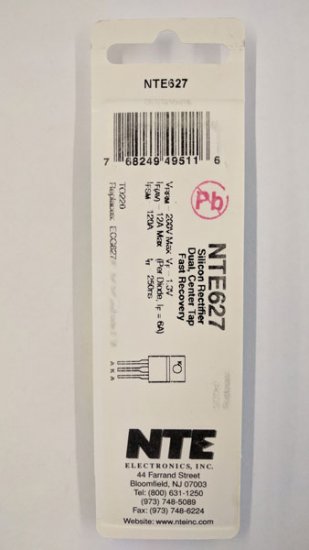 NTE627
7 68249 49511 6
Pb
NTE627
Silicon Rectifier
Dual, Center Tap
Fast Recovery
VRRM = 200V Max VF = 1.3V
IF(AV) = 12A Max (Per Diode, IF = 6A)
IFSM = 120A trr = 250ns
TO220
Replaces: ECG627
A K A
K
NTE
ELECTRONICS, INC.
44 Farrand Street
Bloomfield, NJ 07003
Tel: (800) 631-1250
(973) 748-5089
Fax: (973) 748-6224
Website: www.nteinc.com